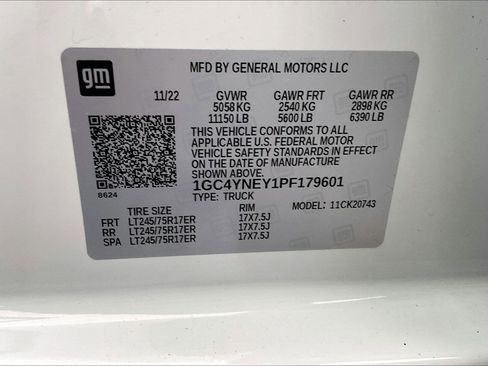 gm
MFD BY GENERAL MOTORS LLC
11/22 GVWR GAWR FRT GAWR RR
5058 KG 2540 KG 2898 KG
11150 LB 5600 LB 6390 LB
THIS VEHICLE CONFORMS TO ALL
APPLICABLE U.S. FEDERAL MOTOR
VEHICLE SAFETY STANDARDS IN EFFECT
ON THE DATE OF MANUFACTURE
SHOWN ABOVE.
1GC4YNEY1PF179601
8624
TYPE: TRUCK
TIRE SIZE RIM MODEL: 11CK20743
FRT LT245/75R17ER 17X7.5J
RR LT245/75R17ER 17X7.5J
SPA LT245/75R17ER 17X7.5J